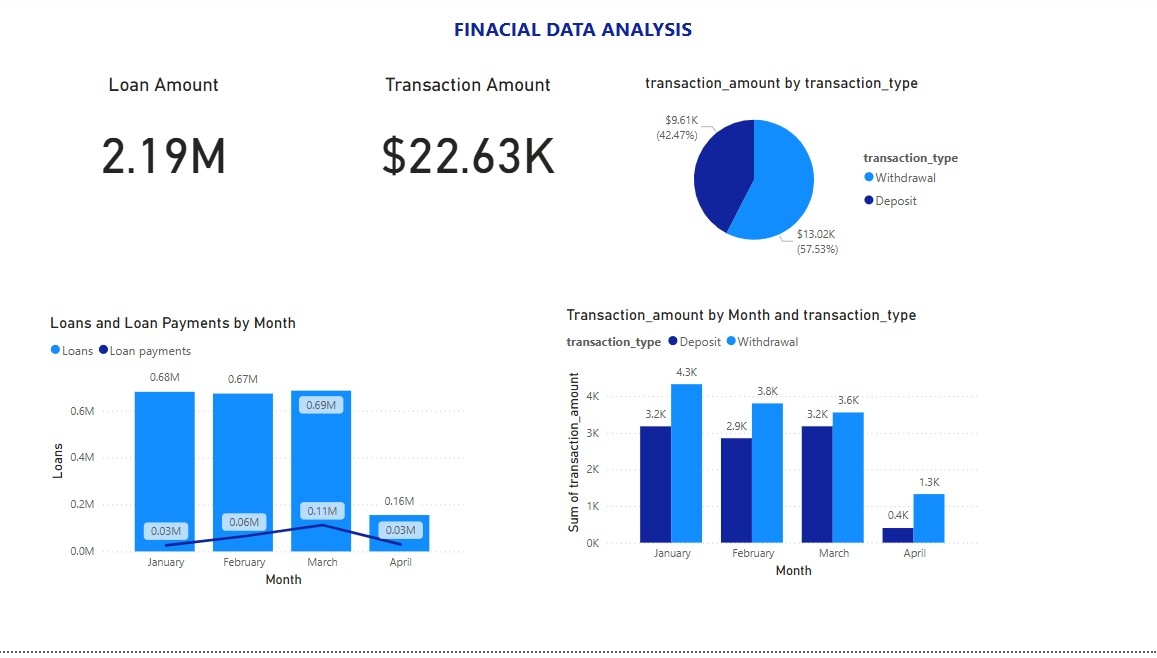 FINACIAL DATA ANALYSIS
Loan Amount
2.19M
Transaction Amount
$22.63K
transaction_amount by transaction_type
$9.61K
(42.47%)
$13.02K
(57.53%)
transaction_type
Withdrawal
Deposit
Loans and Loan Payments by Month
Loans Loan payments
Loans
0.6M
0.4M
0.2M
0.0M
0.68M
0.67M
0.69M
0.16M
0.03M
0.06M
0.11M
0.03M
January February March April
Month
Transaction_amount by Month and transaction_type
transaction_type Deposit Withdrawal
Sum of transaction_amount
4K
3K
2K
1K
0K
3.2K
4.3K
2.9K
3.8K
3.2K
3.6K
0.4K
1.3K
January February March April
Month